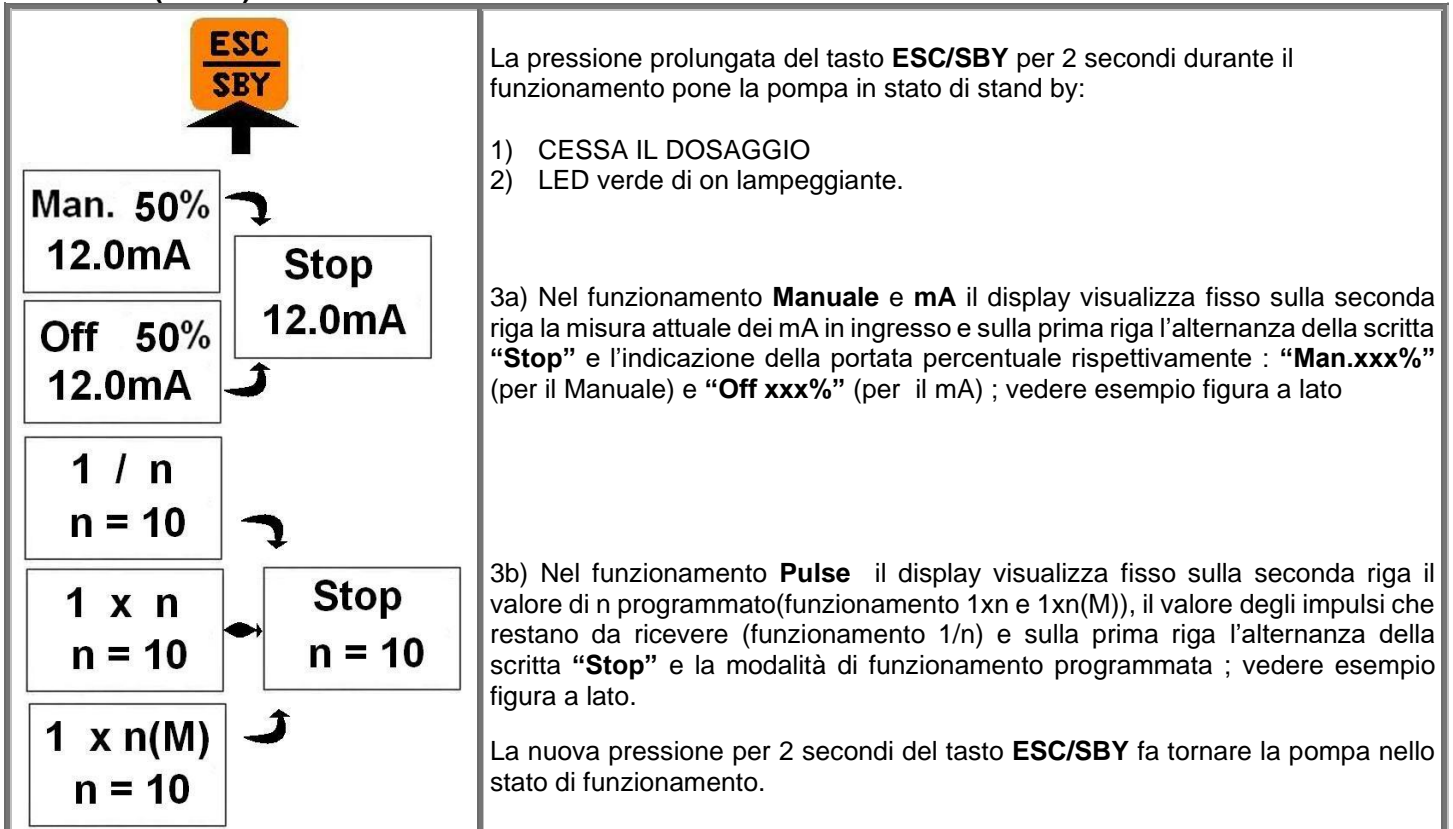 ESC
SBY
Man. 50%
12.0mA
Off 50%
12.0mA
Stop
12.0mA
1 / n
n = 10
1 x n
n = 10
1 x n(M)
n = 10
Stop
n = 10
La pressione prolungata del tasto ESC/SBY per 2 secondi durante il
funzionamento pone la pompa in stato di stand by:
1) CESSA IL DOSAGGIO
2) LED verde di on lampeggiante.
3a) Nel funzionamento Manuale e mA il display visualizza fisso sulla seconda
riga la misura attuale dei mA in ingresso e sulla prima riga l’alternanza della scritta
“Stop” e l’indicazione della portata percentuale rispettivamente : “Man.xxx%”
(per il Manuale) e “Off xxx%” (per il mA) ; vedere esempio figura a lato
3b) Nel funzionamento Pulse il display visualizza fisso sulla seconda riga il
valore di n programmato(funzionamento 1xn e 1xn(M)), il valore degli impulsi che
restano da ricevere (funzionamento 1/n) e sulla prima riga l’alternanza della
scritta “Stop” e la modalità di funzionamento programmata ; vedere esempio
figura a lato.
La nuova pressione per 2 secondi del tasto ESC/SBY fa tornare la pompa nello
stato di funzionamento.